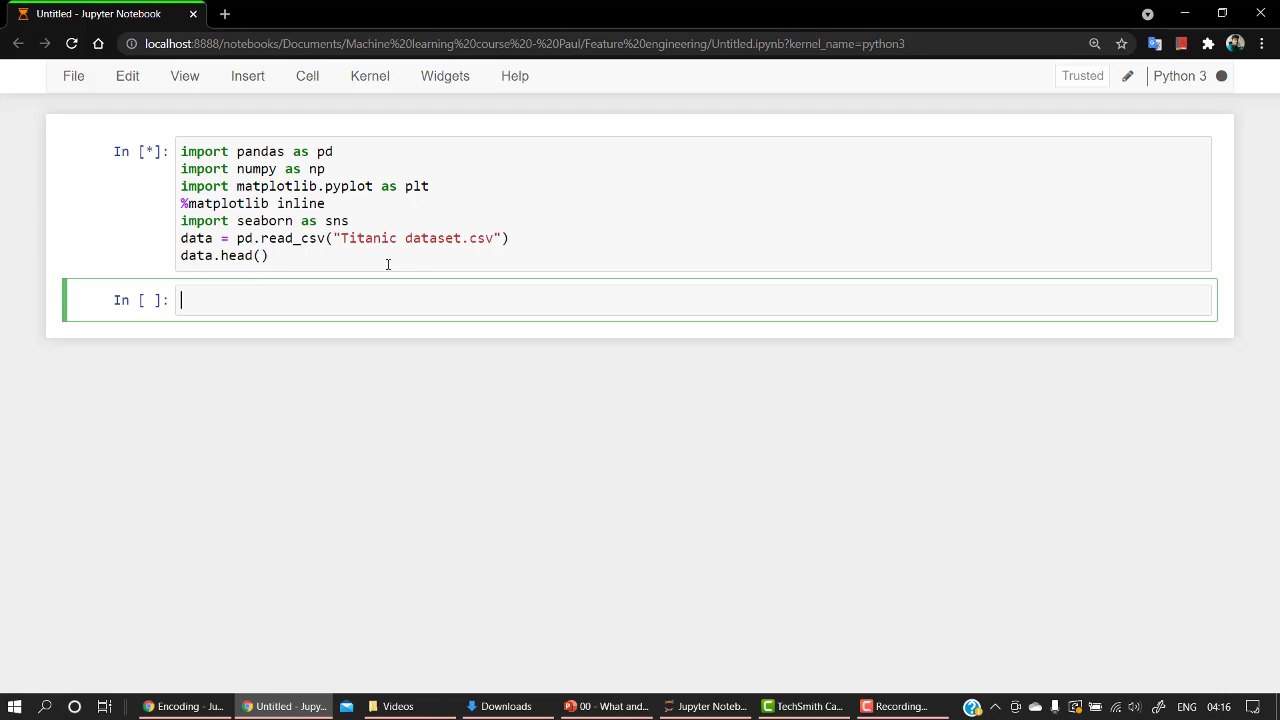 Untitled - Jupyter Notebook
localhost:8888/notebooks/Documents/Machine%20learning%20course%20-%20Paul/Feature%20engineering/Untitled.ipynb?kernel_name=python3
File Edit View Insert Cell Kernel Widgets Help Trusted Python 3
In [*]: import pandas as pd
import numpy as np
import matplotlib.pyplot as plt
%matplotlib inline
import seaborn as sns
data = pd.read_csv("Titanic dataset.csv")
data.head()
In [ ]:
Encoding - Ju... Untitled - Jupy... Videos Downloads 00 - What and... Jupyter Noteb... TechSmith Ca... Recording... ENG 04:16